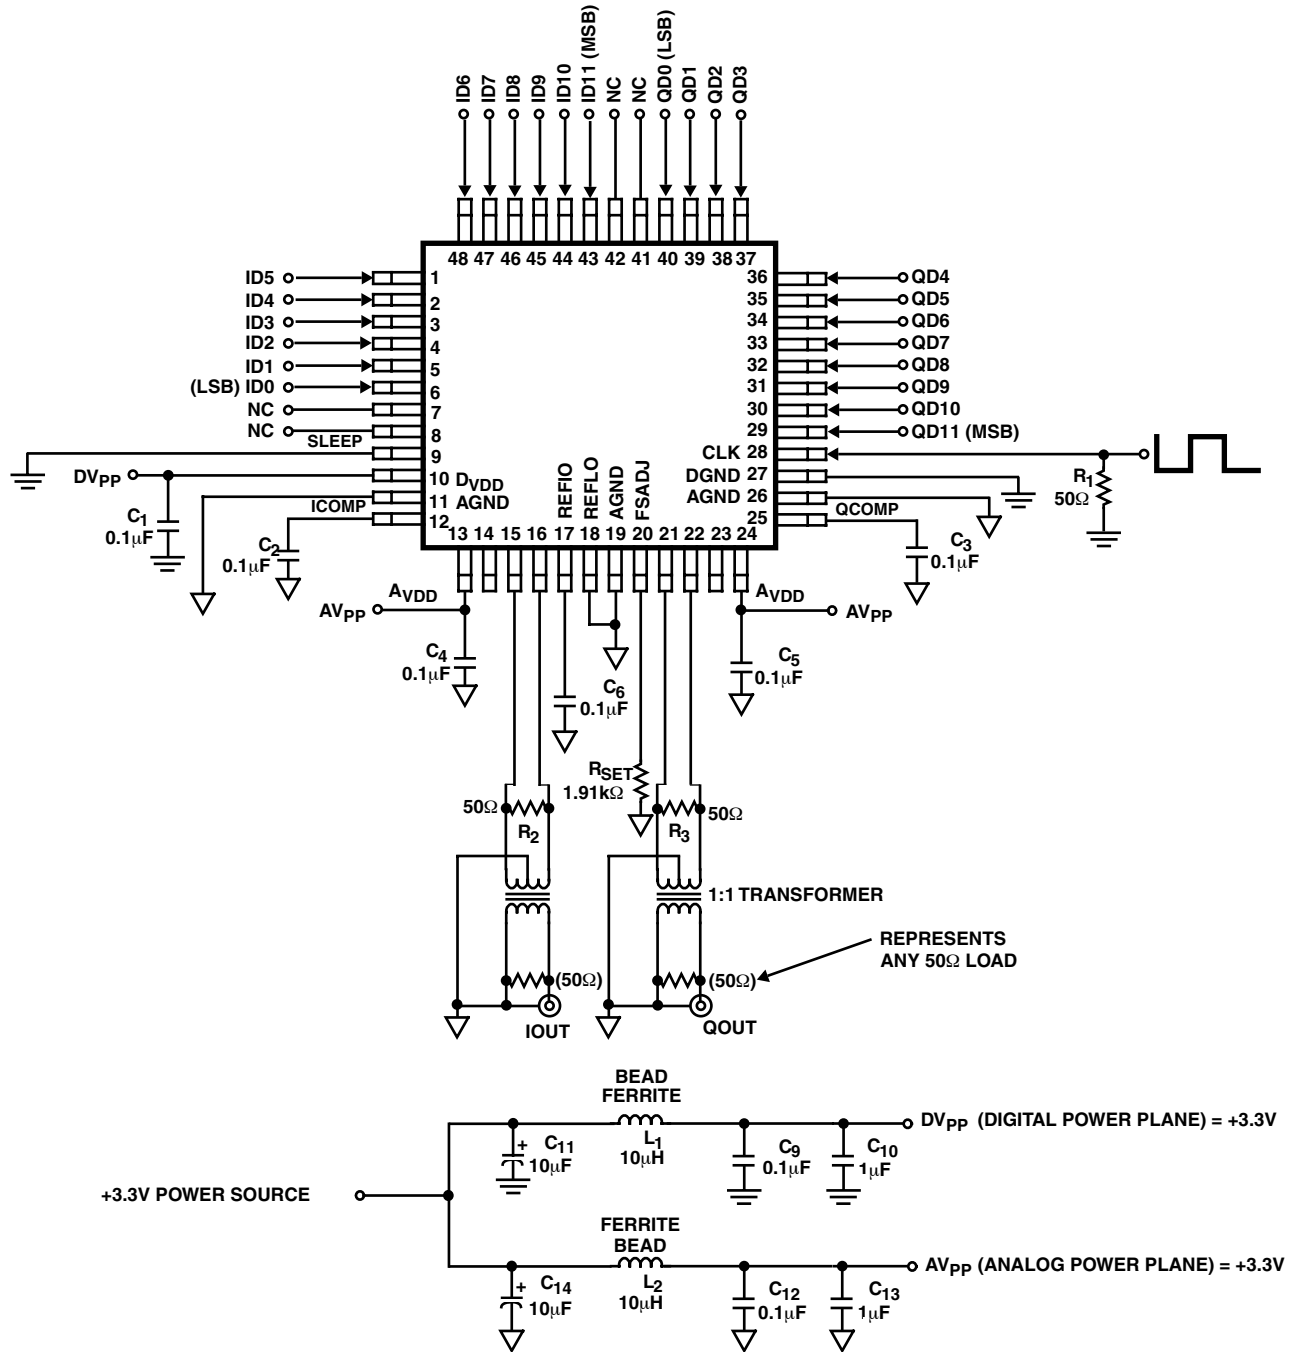 ID6
ID7
ID8
ID9
ID10
ID11 (MSB)
NC
NC
QD0 (LSB)
QD1
QD2
QD3
48 47 46 45 44 43 42 41 40 39 38 37
ID5 1
ID4 2
ID3 3
ID2 4
ID1 5
(LSB) ID0 6
NC 7
NC 8
SLEEP 9
DVPP 10 DVDD
11 AGND
ICOMP 12
36 QD4
35 QD5
34 QD6
33 QD7
32 QD8
31 QD9
30 QD10
29 QD11 (MSB)
CLK 28
DGND 27
AGND 26
25 QCOMP
R1
50Ω
REFIO
REFLO
AGND
FSADJ
13 14 15 16 17 18 19 20 21 22 23 24
C1
0.1μF
C2
0.1μF
C3
0.1μF
AVDD
AVPP
AVDD
AVPP
C4
0.1μF
C5
0.1μF
C6
0.1μF
RSET
1.91kΩ
50Ω
R2
R3
50Ω
1:1 TRANSFORMER
REPRESENTS
ANY 50Ω LOAD
(50Ω)
(50Ω)
IOUT
QOUT
BEAD
FERRITE
+
C11
10μF
L1
10μH
C9
0.1μF
C10
1μF
DVPP (DIGITAL POWER PLANE) = +3.3V
+3.3V POWER SOURCE
FERRITE
BEAD
+
C14
10μF
L2
10μH
C12
0.1μF
C13
1μF
AVPP (ANALOG POWER PLANE) = +3.3V